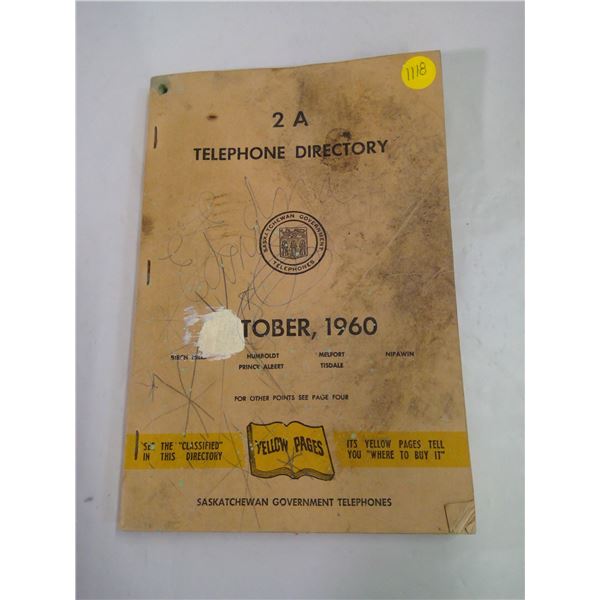 1118
2 A
TELEPHONE DIRECTORY
SASKATCHEWAN GOVERNMENT
TELEPHONES
TOBER, 1960
BIRCH HUMBOLDT MELFORT NIPAWIN
PRINCE ALBERT TISDALE
FOR OTHER POINTS SEE PAGE FOUR
SEE THE "CLASSIFIED"
IN THIS DIRECTORY
YELLOW PAGES
ITS YELLOW PAGES TELL
YOU "WHERE TO BUY IT"
SASKATCHEWAN GOVERNMENT TELEPHONES